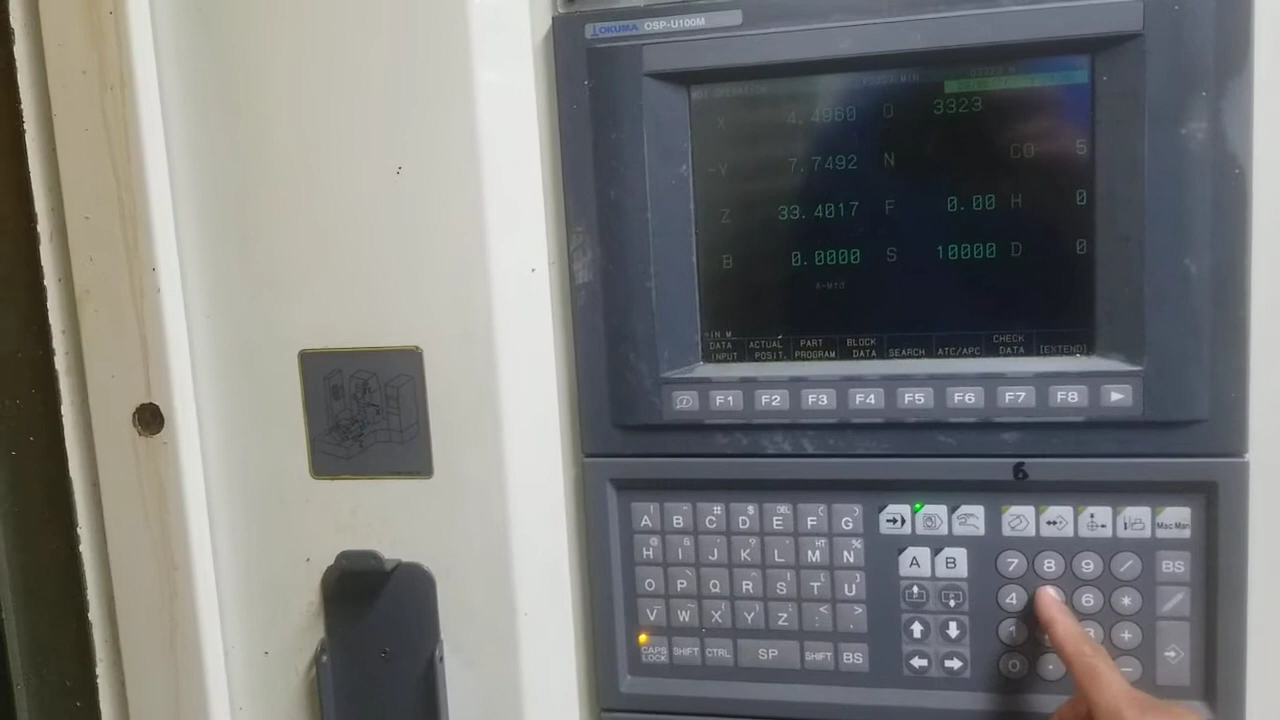 OKUMA OSP-U100M
X 4.4960 O 3323
-Y 7.7492 N CO 5
Z 33.4017 F 0.00 H 0
B 0.0000 S 10000 D 0
DATA INPUT
ACTUAL POSIT.
PART PROGRAM
BLOCK DATA
SEARCH
ATC/APC
CHECK DATA
[EXTEND]
F1 F2 F3 F4 F5 F6 F7 F8
6
A B C D E F G
DEL
H I J K L M N
O P Q R S T U
V W X Y Z
CAPS LOCK SHIFT CTRL SP SHIFT BS
A B
Mac Man
7 8 9 / BS
4 6 *
1 3 +
0 . -